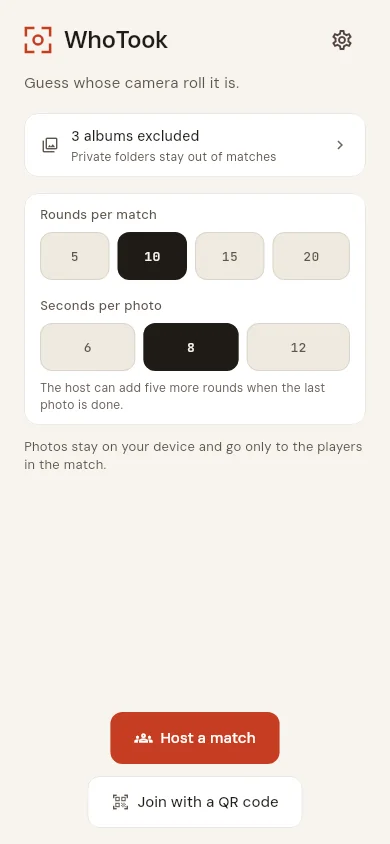 WhoTook
Guess whose camera roll it is.
3 albums excluded
Private folders stay out of matches
Rounds per match
5 10 15 20
Seconds per photo
6 8 12
The host can add five more rounds when the last
photo is done.
Photos stay on your device and go only to the players
in the match.
Host a match
Join with a QR code